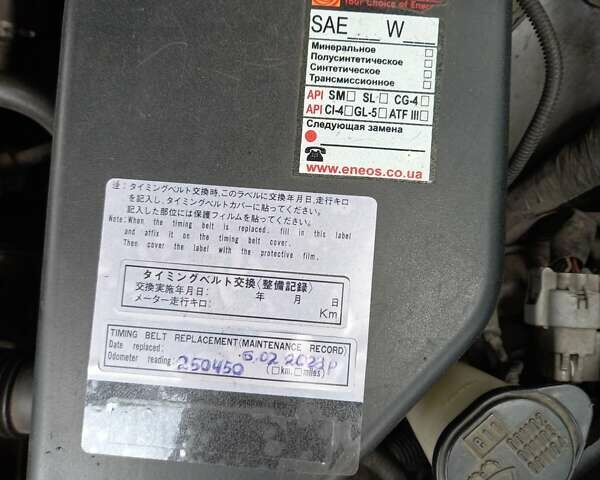 Your Choice of Energy
SAE___W___
Минеральное
Полусинтетическое
Синтетическое
Трансмиссионное
API SM SL CG-4
API CI-4 GL-5 ATF III
Следующая замена
www.eneos.co.ua
注:タイミングベルト交換時、このラベルに交換年月日、走行キロ
を記入し、タイミングベルトカバーに貼ってください。
記入した部位には保護フィルムを貼ってください。
Note:When the timing belt is replaced, fill in this label
and affix it on the timing belt cover.
Then cover the label with the protective film.
タイミングベルト交換〈整備記録〉
交換実施年月日: 年 月 日
メーター走行キロ: Km
TIMING BELT REPLACEMENT(MAINTENANCE RECORD)
Date replaced: 5.02 2023р
Odometer reading: 250450 (□km, □miles)